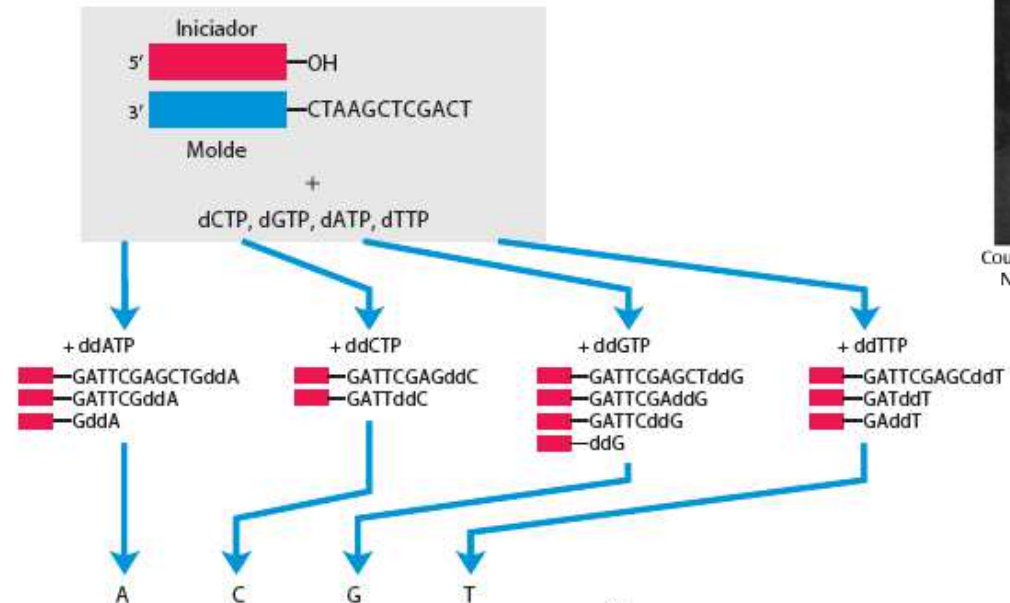 Iniciador
5′ —OH
3′ —CTAAGCTCGACT
Molde
+
dCTP, dGTP, dATP, dTTP
+ ddATP
—GATTCGAGCTGddA
—GATTCGddA
—GddA
+ ddCTP
—GATTCGAGddC
—GATTddC
+ ddGTP
—GATTCGAGCTddG
—GATTCGAddG
—GATTCddG
—ddG
+ ddTTP
—GATTCGAGCddT
—GATddT
—GAddT
A C G T
Cou
N